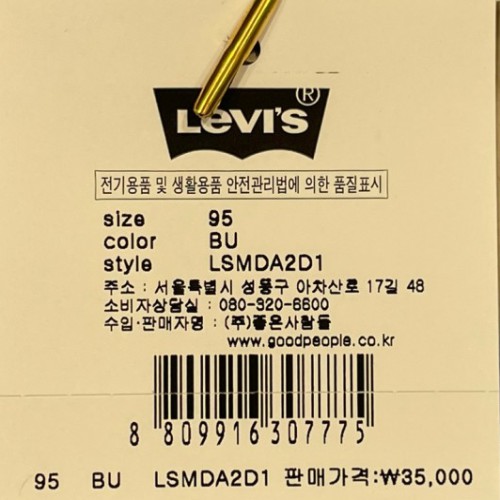 LEVI'S®
전기용품 및 생활용품 안전관리법에 의한 품질표시
size 95
color BU
style LSMDA2D1
주소 : 서울특별시 성동구 아차산로 17길 48
소비자상담실 : 080-320-6600
수입·판매자명 : (주)좋은사람들
www.goodpeople.co.kr
8 809916 307775
95 BU LSMDA2D1 판매가격:₩35,000